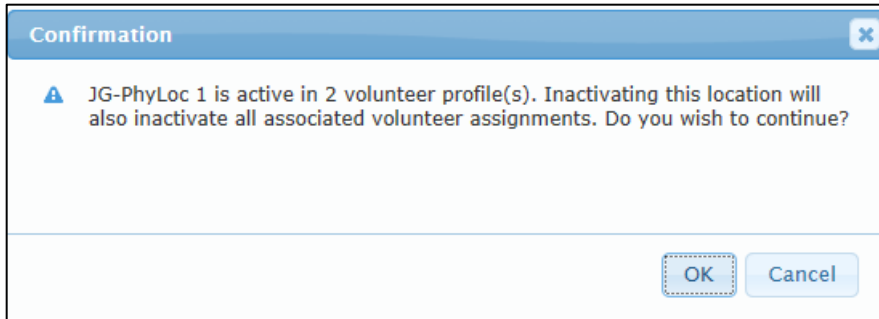 Confirmation
JG-PhyLoc 1 is active in 2 volunteer profile(s). Inactivating this location will
also inactivate all associated volunteer assignments. Do you wish to continue?
OK Cancel